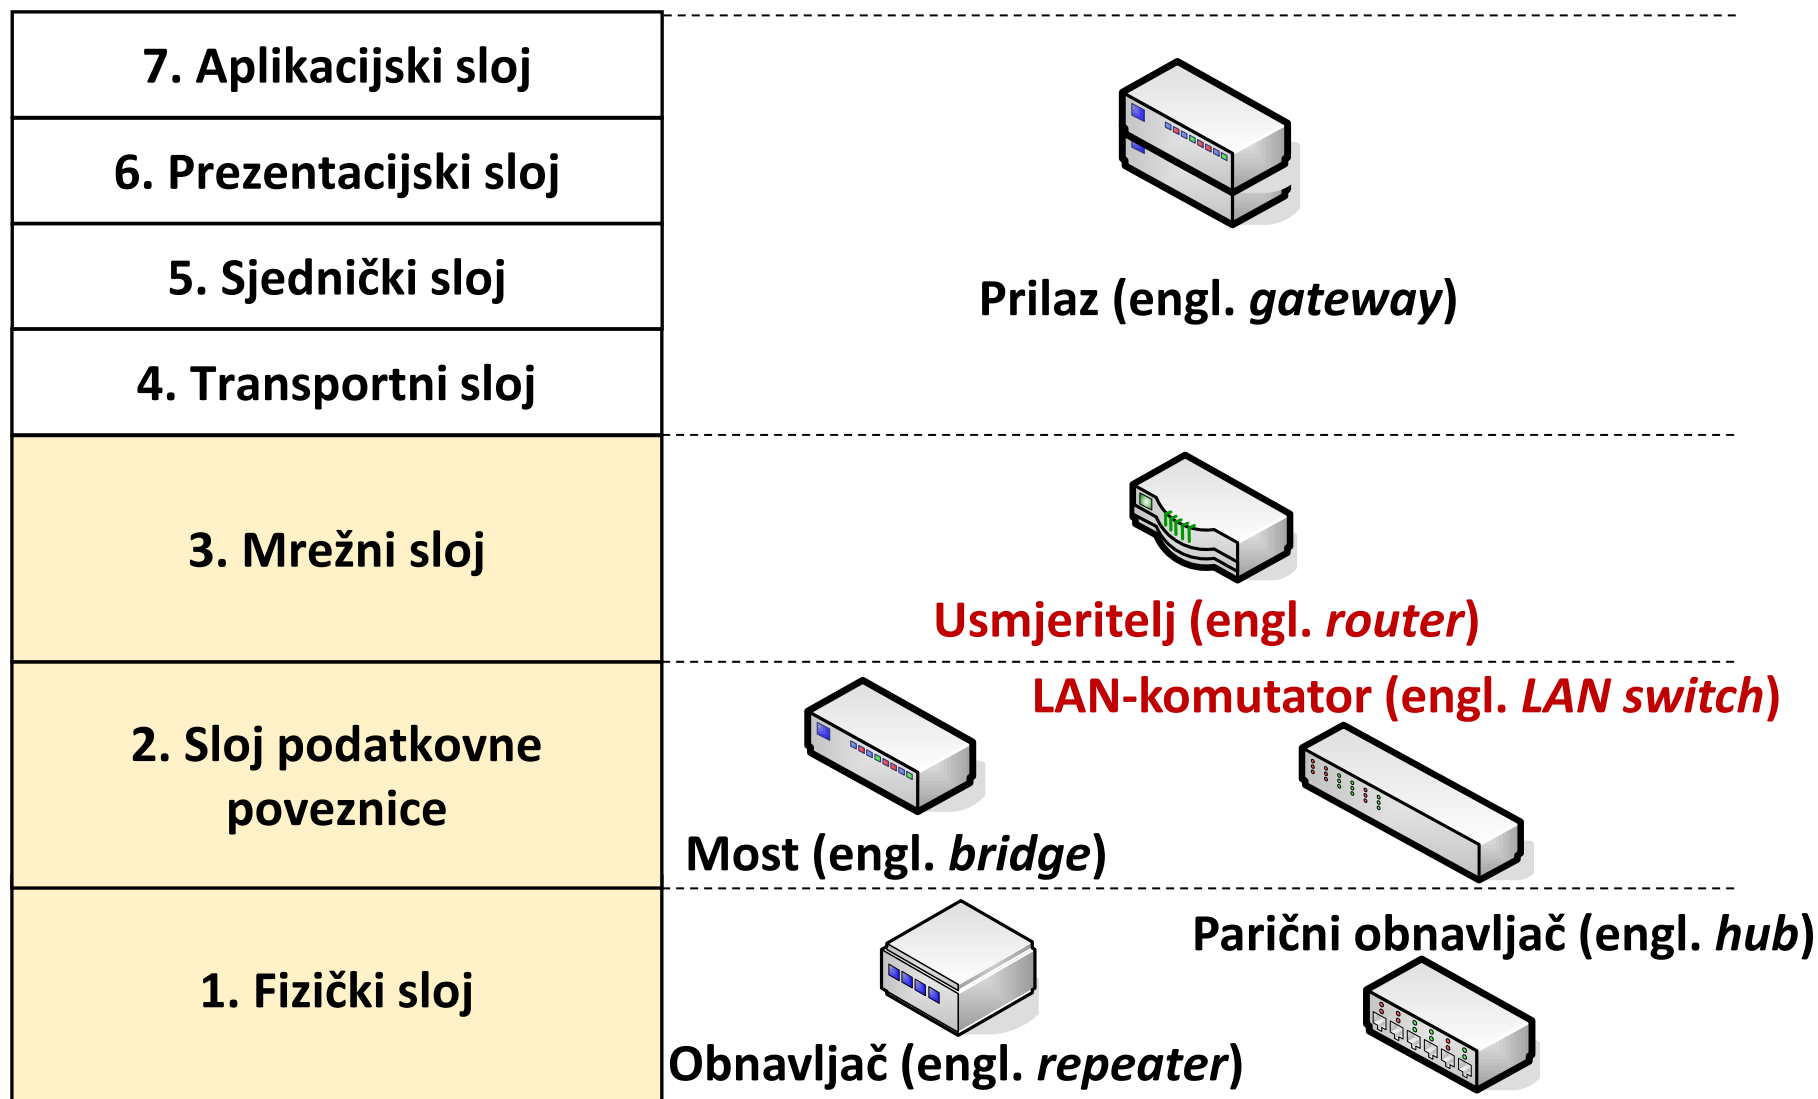 7. Aplikacijski sloj
6. Prezentacijski sloj
5. Sjednički sloj
Prilaz (engl. gateway)
4. Transportni sloj
3. Mrežni sloj
Usmjeritelj (engl. router)
LAN-komutator (engl. LAN switch)
2. Sloj podatkovne
poveznice
Most (engl. bridge)
Parični obnavljač (engl. hub)
1. Fizički sloj
Obnavljač (engl. repeater)